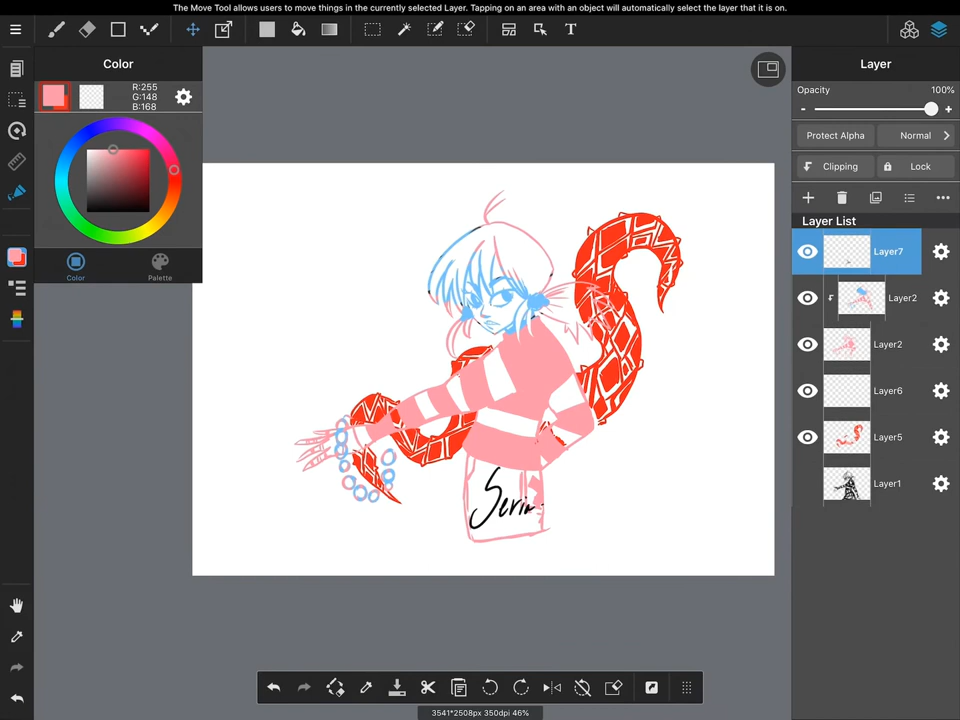 The Move Tool allows users to move things in the currently selected Layer. Tapping on an area with an object will automatically select the layer that it is on.
T
Color
R:255
G:148
B:168
Color
Palette
Layer
Opacity
100%
-
+
Protect Alpha
Normal
Clipping
Lock
Layer List
Layer7
Layer2
Layer2
Layer6
Layer5
Layer1
3541*2508px 350dpi 46%